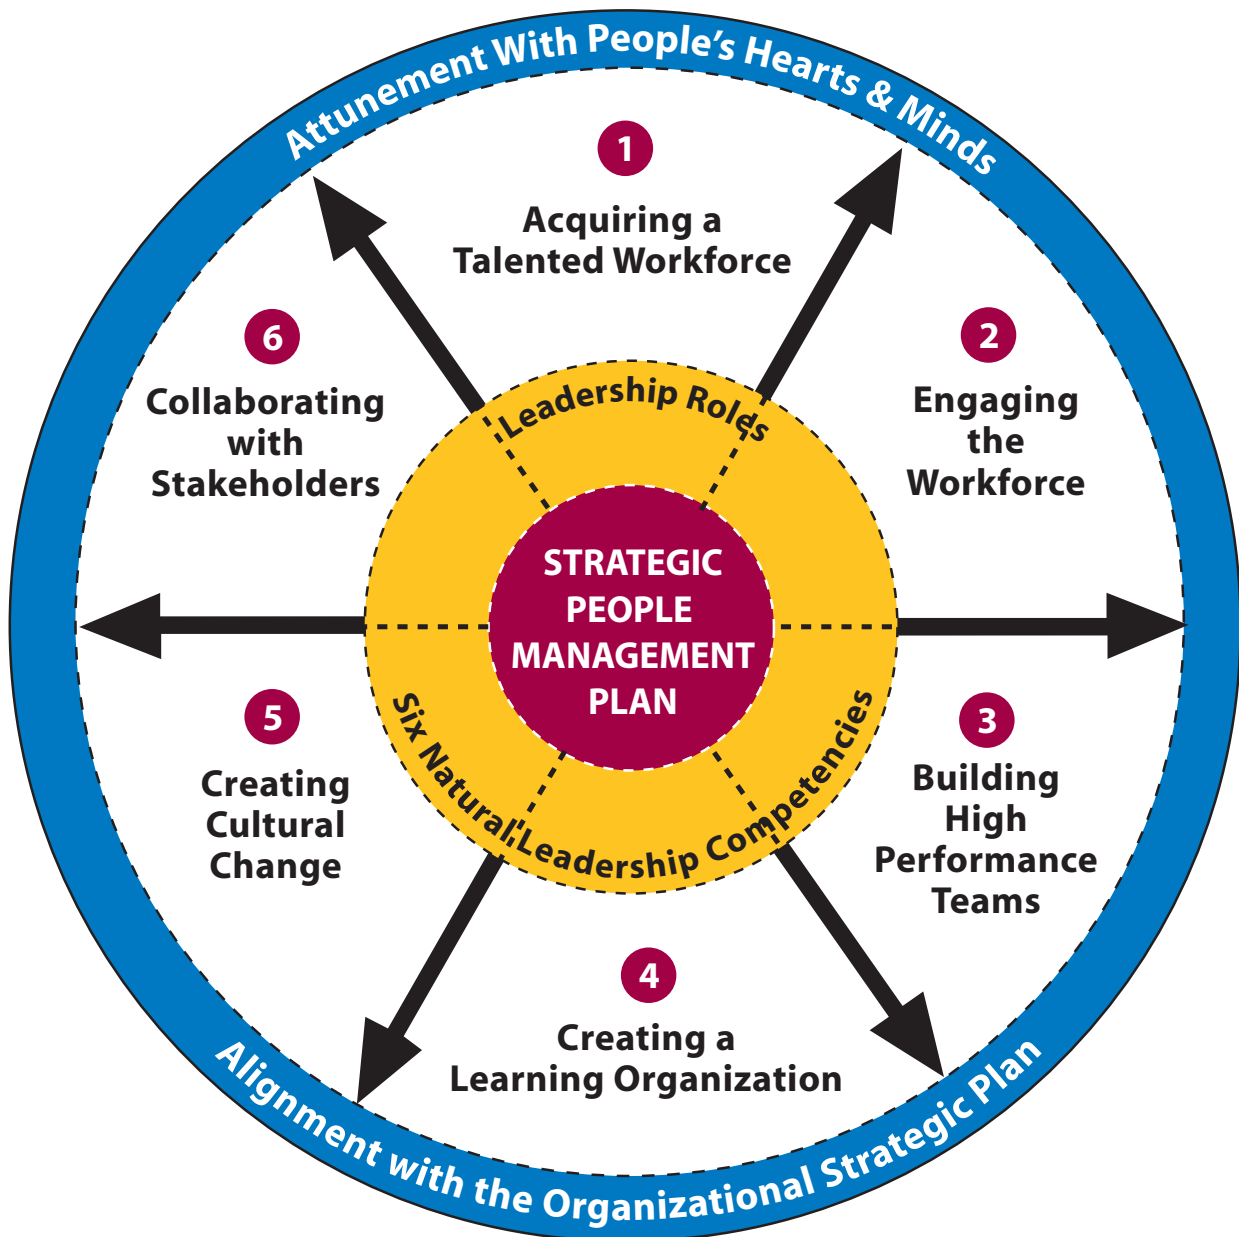 Attunement With People’s Hearts & Minds
1
Acquiring a
Talented Workforce
2
Engaging
the
Workforce
3
Building
High
Performance
Teams
4
Creating a
Learning Organization
5
Creating
Cultural
Change
6
Collaborating
with
Stakeholders
Leadership Roles
STRATEGIC
PEOPLE
MANAGEMENT
PLAN
Six Natural Leadership Competencies
Alignment with the Organizational Strategic Plan